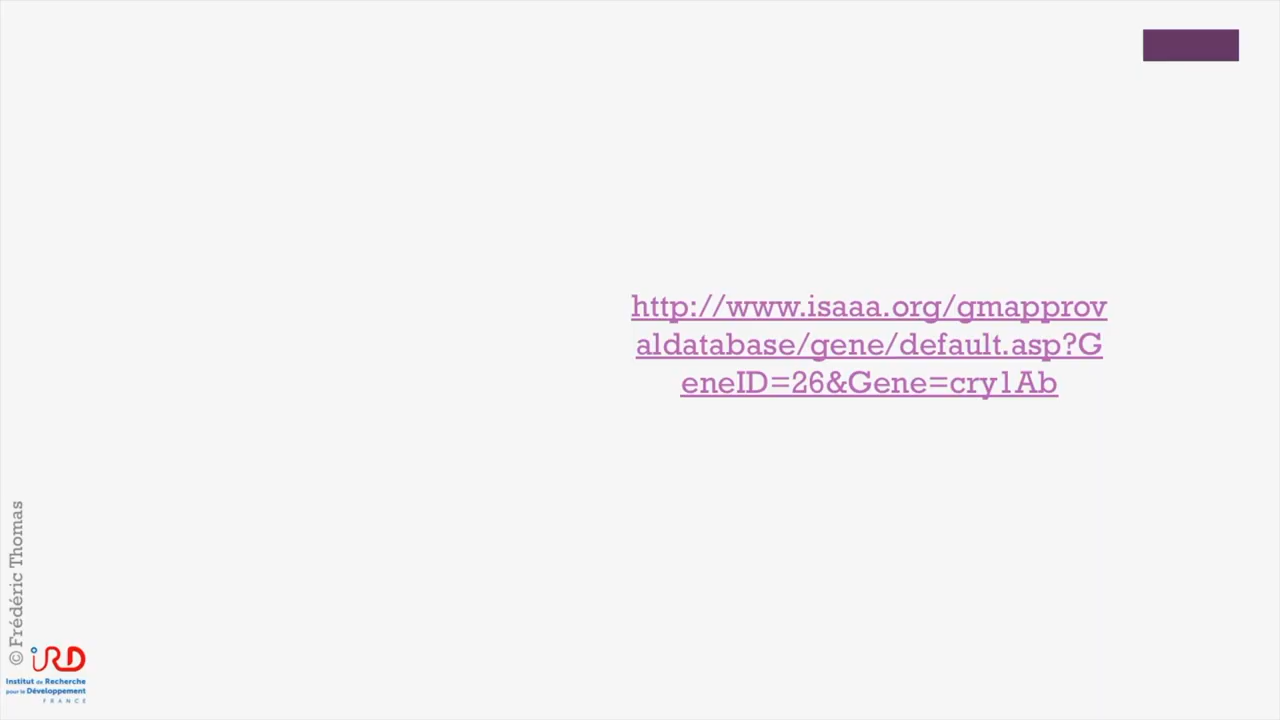 http://www.isaaa.org/gmapprov
aldatabase/gene/default.asp?G
eneID=26&Gene=cry1Ab
© Frédéric Thomas
iRD
Institut de Recherche
pour le Développement
FRANCE